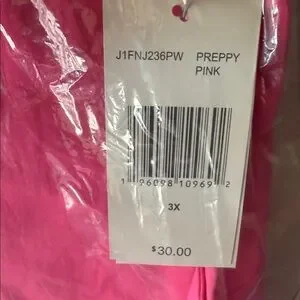 J1FNJ236PW PREPPY
PINK
1 96098 10969 2
3X
$30.00